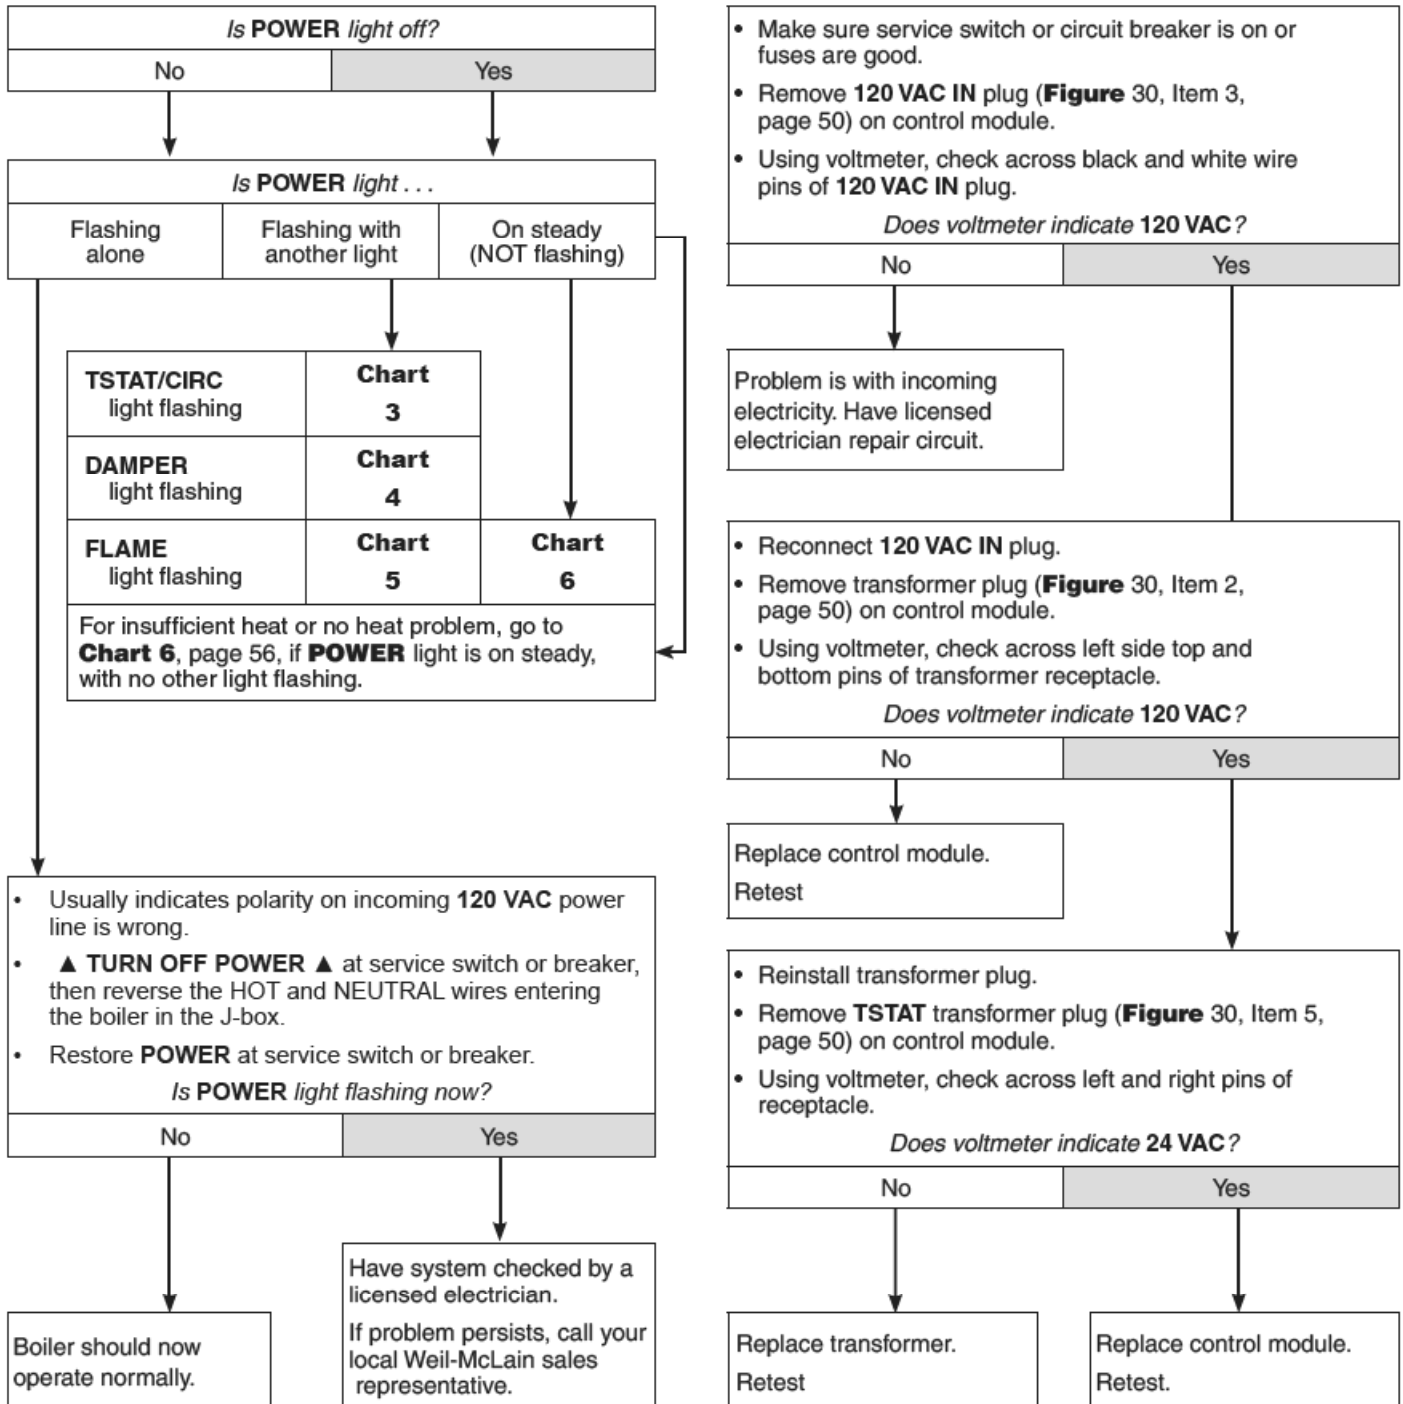 Is POWER light off?
No
Yes
Is POWER light . . .
Flashing
alone
Flashing with
another light
On steady
(NOT flashing)
TSTAT/CIRC
light flashing
Chart
3
DAMPER
light flashing
Chart
4
FLAME
light flashing
Chart
5
Chart
6
For insufficient heat or no heat problem, go to
Chart 6, page 56, if POWER light is on steady,
with no other light flashing.
• Usually indicates polarity on incoming 120 VAC power
line is wrong.
• ▲ TURN OFF POWER ▲ at service switch or breaker,
then reverse the HOT and NEUTRAL wires entering
the boiler in the J-box.
• Restore POWER at service switch or breaker.
Is POWER light flashing now?
No
Yes
Boiler should now
operate normally.
Have system checked by a
licensed electrician.
If problem persists, call your
local Weil-McLain sales
representative.
• Make sure service switch or circuit breaker is on or
fuses are good.
• Remove 120 VAC IN plug (Figure 30, Item 3,
page 50) on control module.
• Using voltmeter, check across black and white wire
pins of 120 VAC IN plug.
Does voltmeter indicate 120 VAC?
No
Yes
Problem is with incoming
electricity. Have licensed
electrician repair circuit.
• Reconnect 120 VAC IN plug.
• Remove transformer plug (Figure 30, Item 2,
page 50) on control module.
• Using voltmeter, check across left side top and
bottom pins of transformer receptacle.
Does voltmeter indicate 120 VAC?
No
Yes
Replace control module.
Retest
• Reinstall transformer plug.
• Remove TSTAT transformer plug (Figure 30, Item 5,
page 50) on control module.
• Using voltmeter, check across left and right pins of
receptacle.
Does voltmeter indicate 24 VAC?
No
Yes
Replace transformer.
Retest
Replace control module.
Retest.